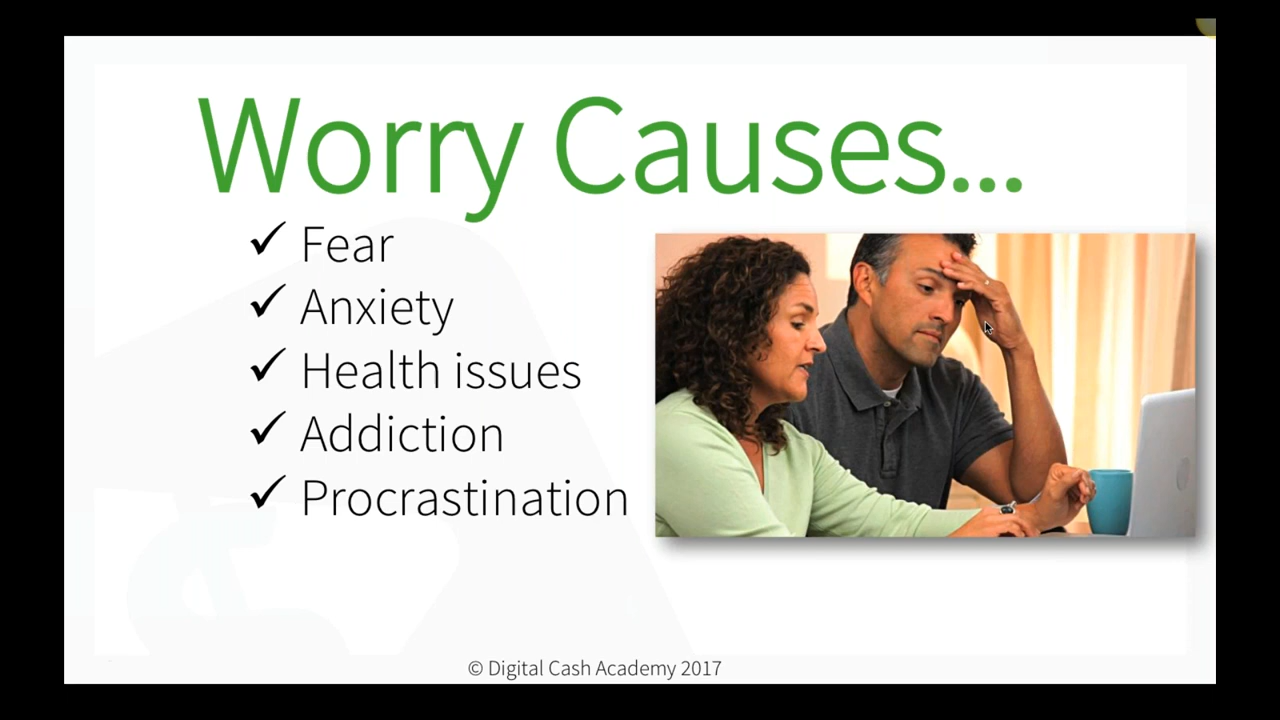 Worry Causes...
✓ Fear
✓ Anxiety
✓ Health issues
✓ Addiction
✓ Procrastination
© Digital Cash Academy 2017